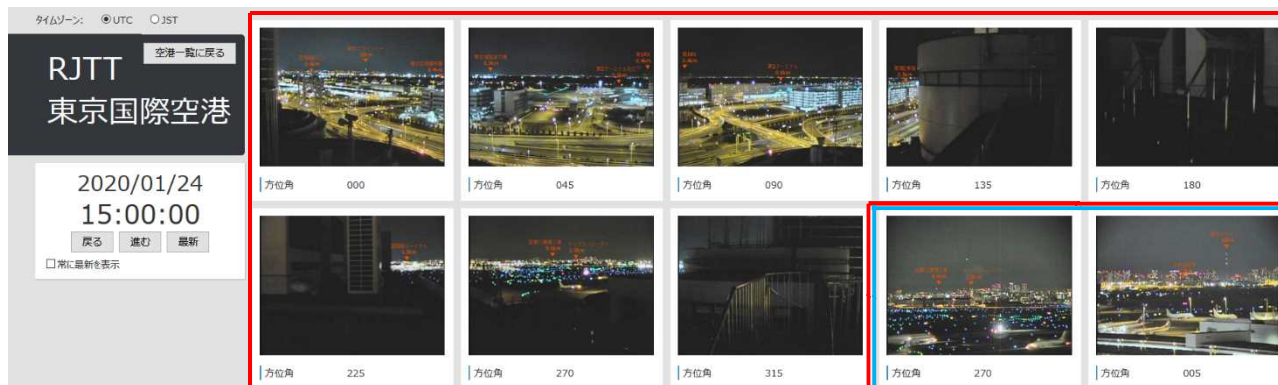 タイムゾーン: UTC JST
空港一覧に戻る
RJTT
東京国際空港
2020/01/24
15:00:00
戻る 進む 最新
常に最新を表示
方位角 000
方位角 045
方位角 090
方位角 135
方位角 180
方位角 225
方位角 270
方位角 315
方位角 270
方位角 005